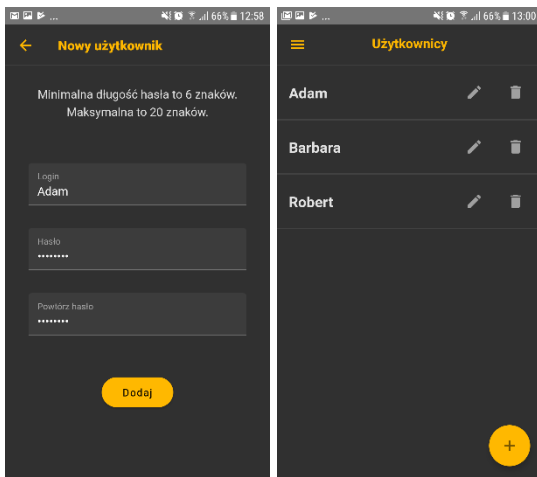 ... 66% 12:58
Nowy użytkownik
Minimalna długość hasła to 6 znaków.
Maksymalna to 20 znaków.
Login
Adam
Hasło
••••••••
Powtórz hasło
••••••••
Dodaj
... 66% 13:00
Użytkownicy
Adam
Barbara
Robert
+